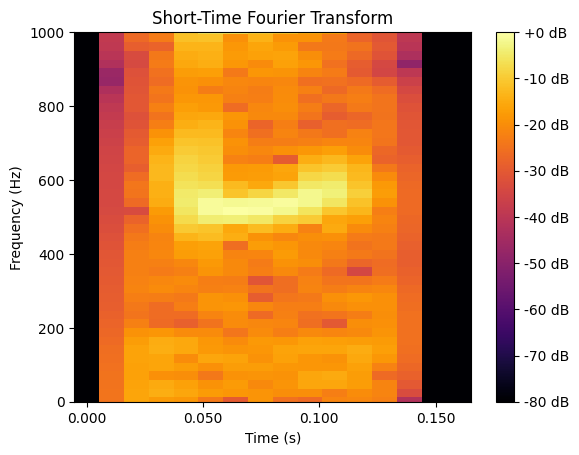 Short-Time Fourier Transform
1000
800
600
400
200
0
Frequency (Hz)
0.000
0.050
0.100
0.150
Time (s)
+0 dB
-10 dB
-20 dB
-30 dB
-40 dB
-50 dB
-60 dB
-70 dB
-80 dB